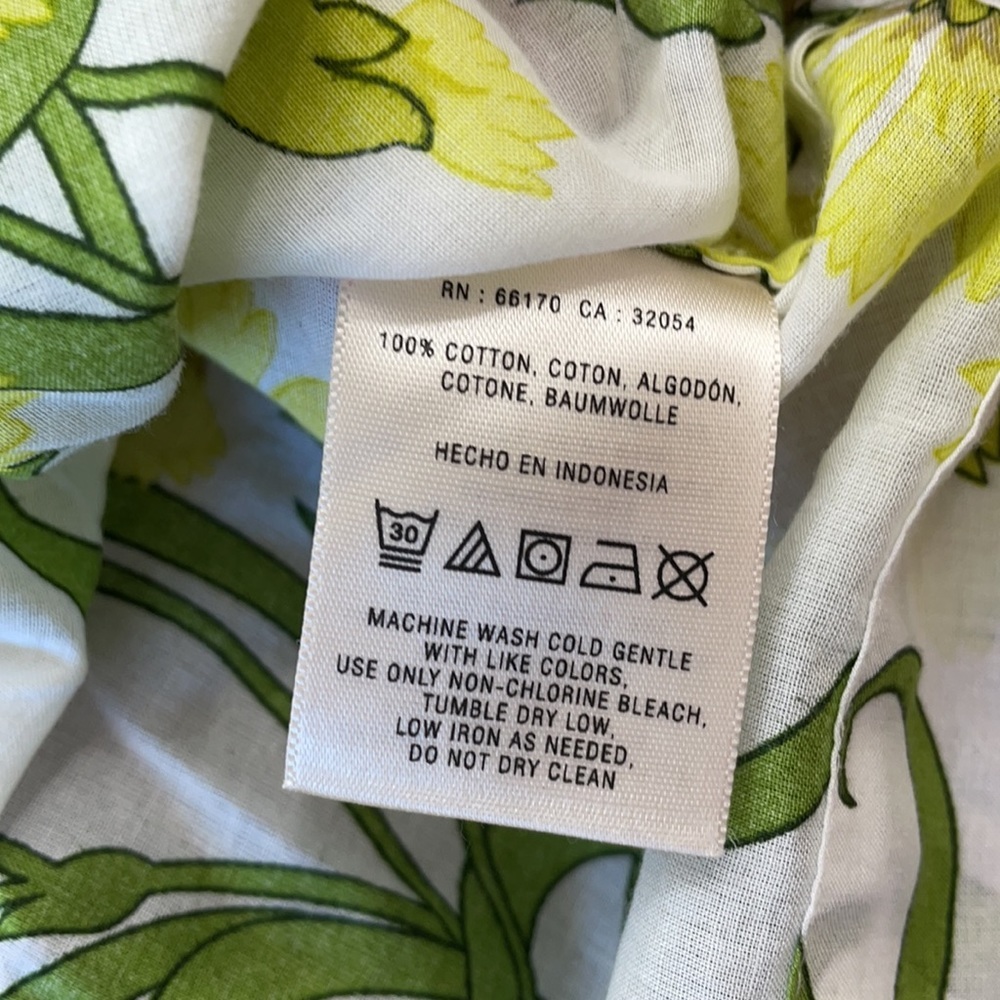 RN : 66170 CA : 32054
100% COTTON, COTON, ALGODÓN,
COTONE, BAUMWOLLE
HECHO EN INDONESIA
30
MACHINE WASH COLD GENTLE
WITH LIKE COLORS,
USE ONLY NON-CHLORINE BLEACH,
TUMBLE DRY LOW,
LOW IRON AS NEEDED,
DO NOT DRY CLEAN